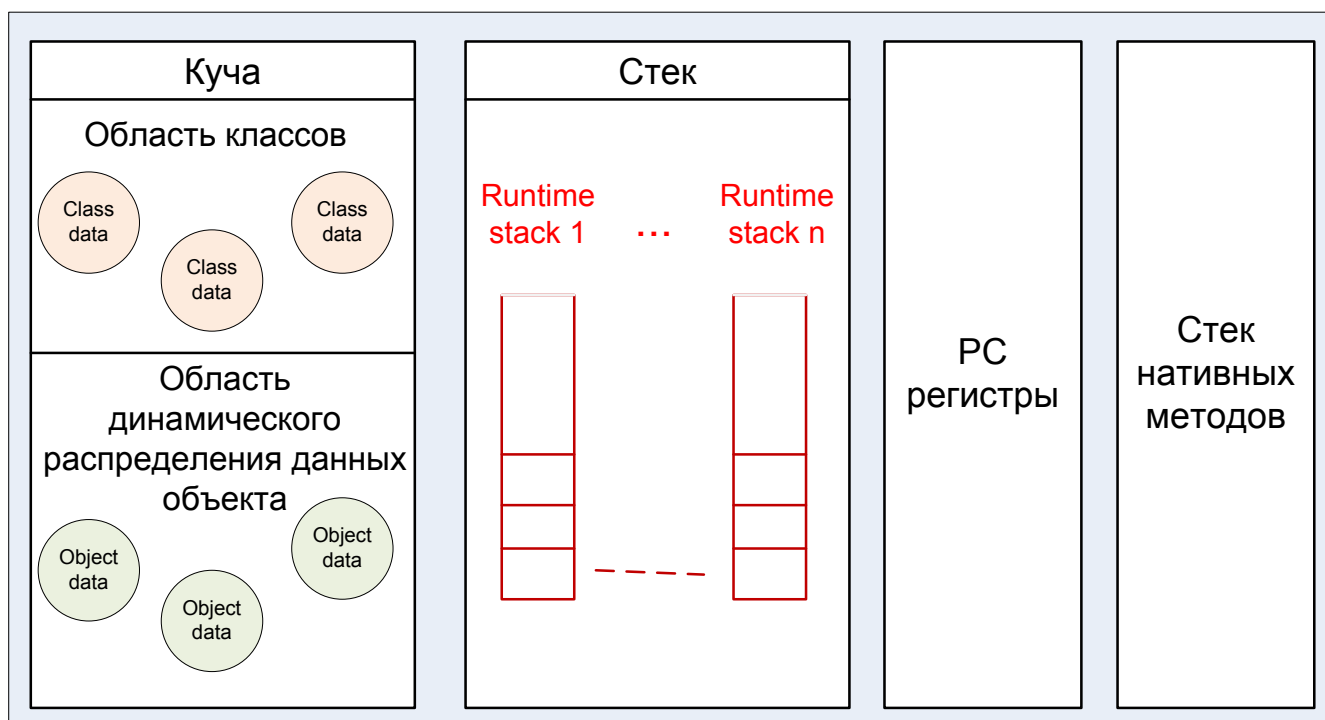 Куча
Область классов
Class
data
Class
data
Class
data
Область
динамического
распределения данных
объекта
Object
data
Object
data
Object
data
Стек
Runtime
stack 1
...
Runtime
stack n
PC
регистры
Стек
нативных
методов